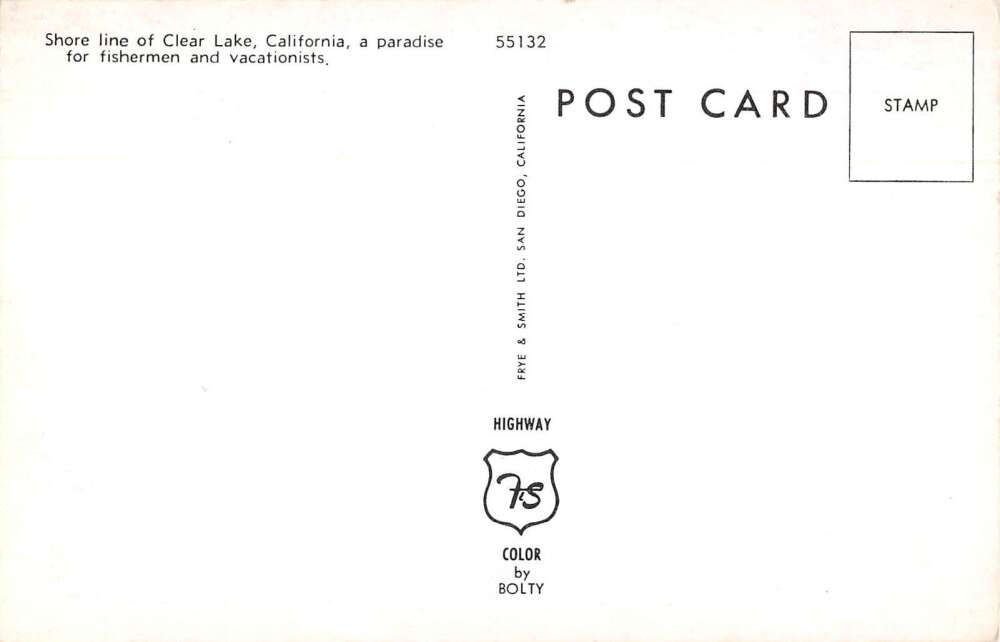 Shore line of Clear Lake, California, a paradise
for fishermen and vacationists.
55132
POST CARD
STAMP
FRYE & SMITH LTD. SAN DIEGO, CALIFORNIA
HIGHWAY
F&S
COLOR
by
BOLTY